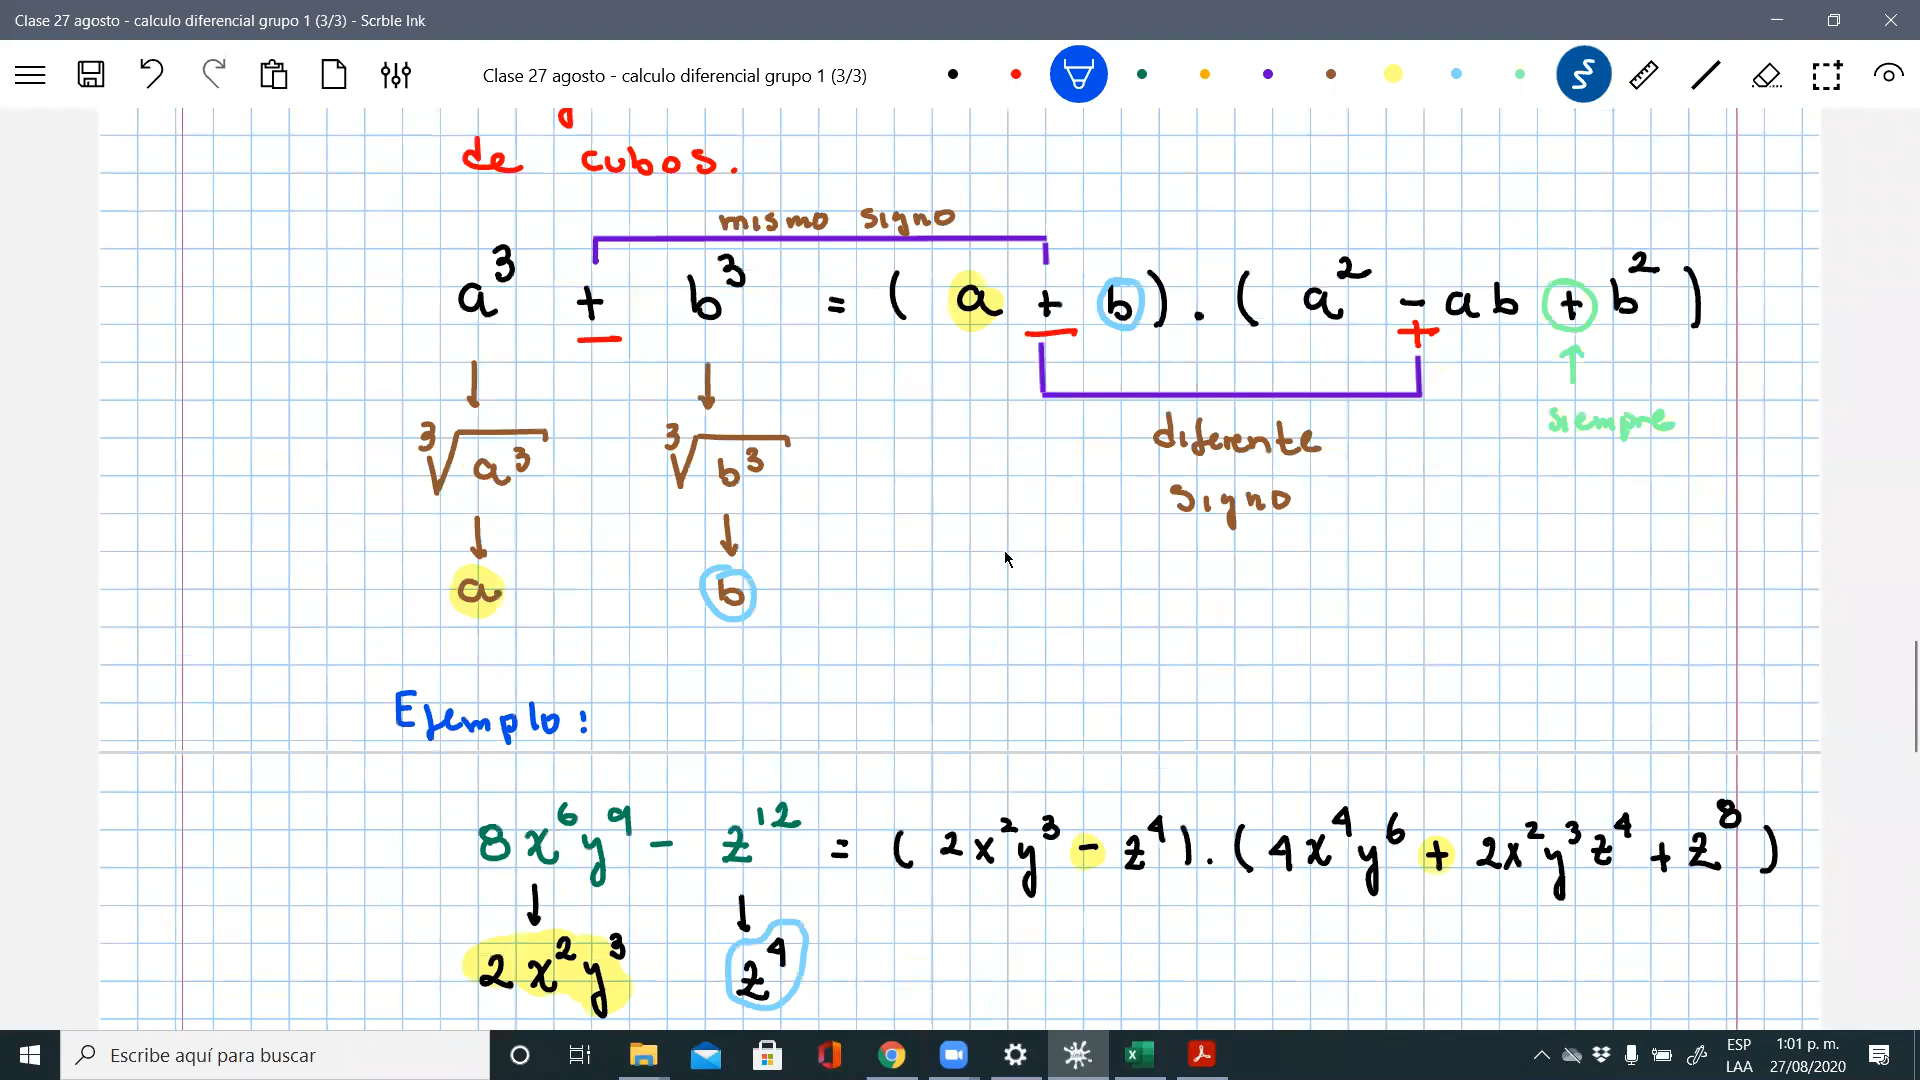 Clase 27 agosto - calculo diferencial grupo 1 (3/3) - Scrble Ink
Clase 27 agosto - calculo diferencial grupo 1 (3/3)
de cubos.
mismo signo
a³ + b³ = (a + b) . (a² - ab + b²)
— — +
siempre
∛a³ ∛b³
diferente
signo
a b
Ejemplo:
8x⁶y⁹ - z¹² = (2x²y³ - z⁴) . (4x⁴y⁶ + 2x²y³z⁴ + z⁸)
2x²y³ z⁴
Escribe aquí para buscar
ESP
LAA
1:01 p. m.
27/08/2020